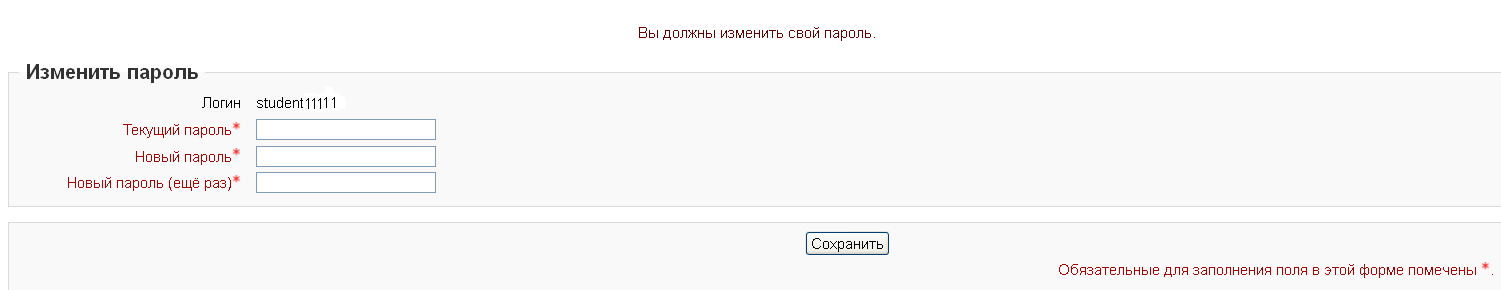 Вы должны изменить свой пароль.
Изменить пароль
Логин student11111
Текущий пароль*
Новый пароль*
Новый пароль (ещё раз)*
Сохранить
Обязательные для заполнения поля в этой форме помечены *.